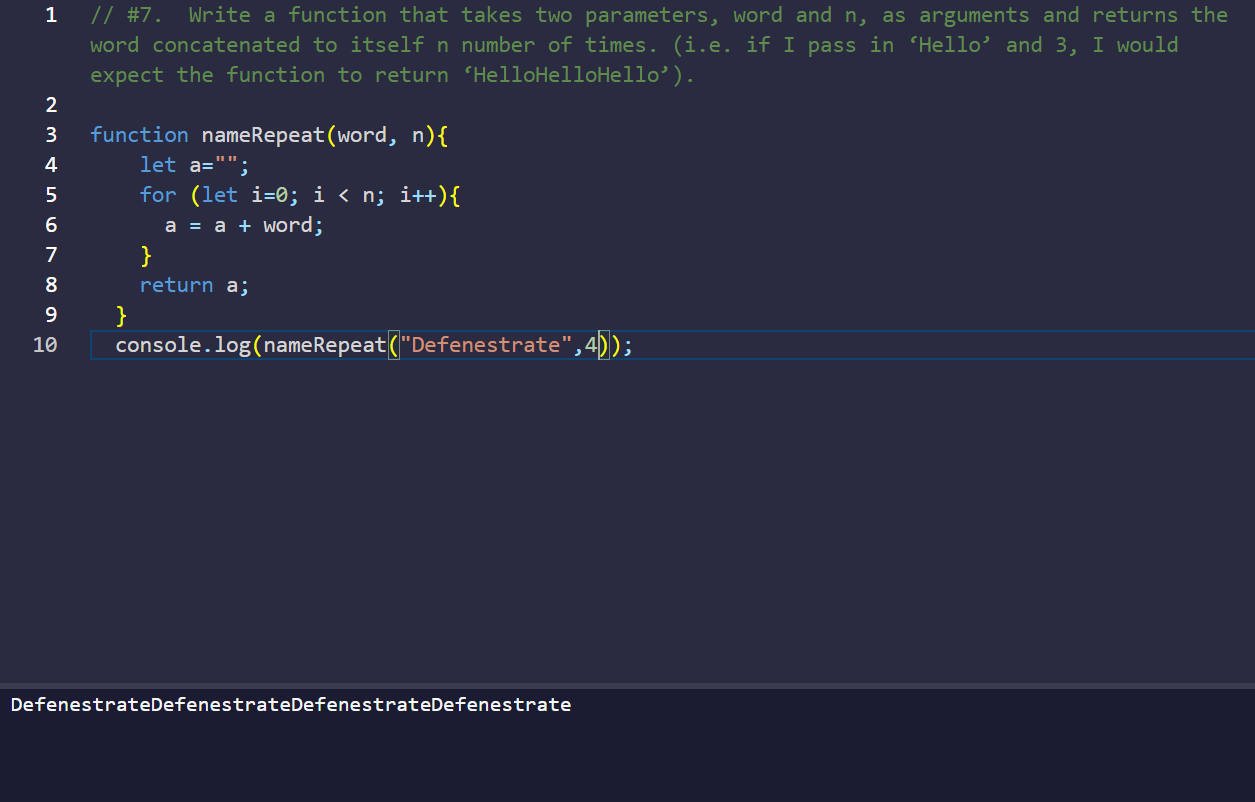 1 // #7.  Write a function that takes two parameters, word and n, as arguments and returns the
word concatenated to itself n number of times. (i.e. if I pass in ‘Hello’ and 3, I would
expect the function to return ‘HelloHelloHello’).
2
3 function nameRepeat(word, n){
4     let a="";
5     for (let i=0; i < n; i++){
6       a = a + word;
7     }
8     return a;
9   }
10   console.log(nameRepeat("Defenestrate",4));
DefenestrateDefenestrateDefenestrateDefenestrate